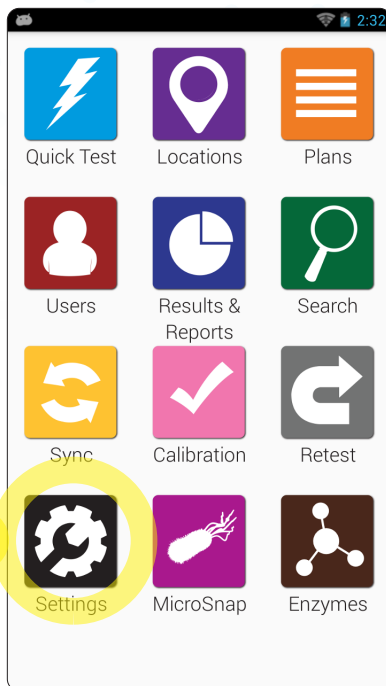 2:32
Quick Test
Locations
Plans
Users
Results &
Reports
Search
Sync
Calibration
Retest
Settings
MicroSnap
Enzymes